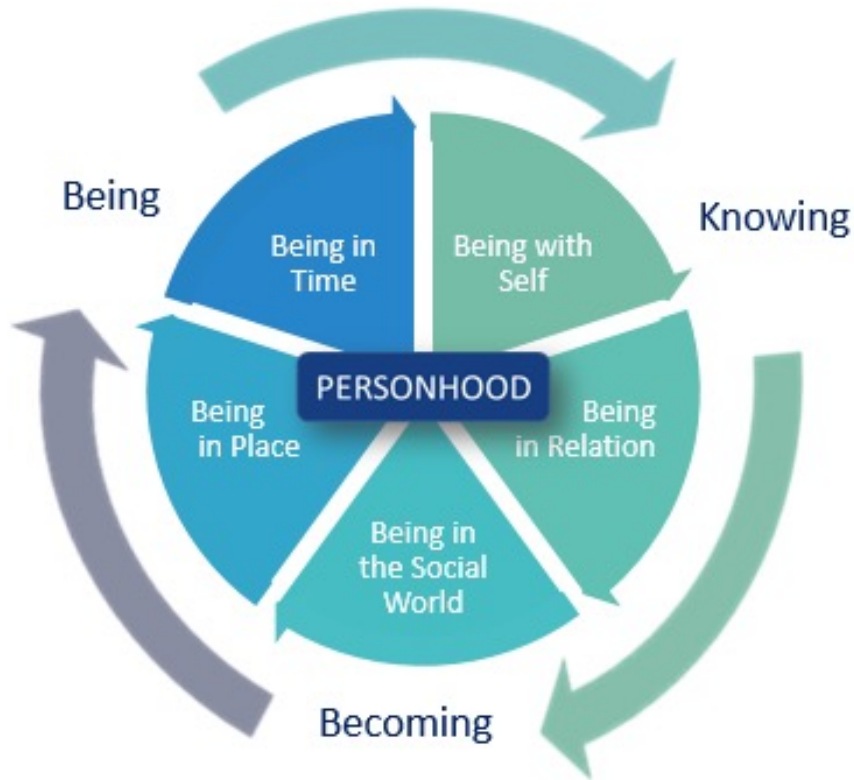 Being
Knowing
Being in
Time
Being with
Self
PERSONHOOD
Being
in Place
Being
in Relation
Being in
the Social
World
Becoming